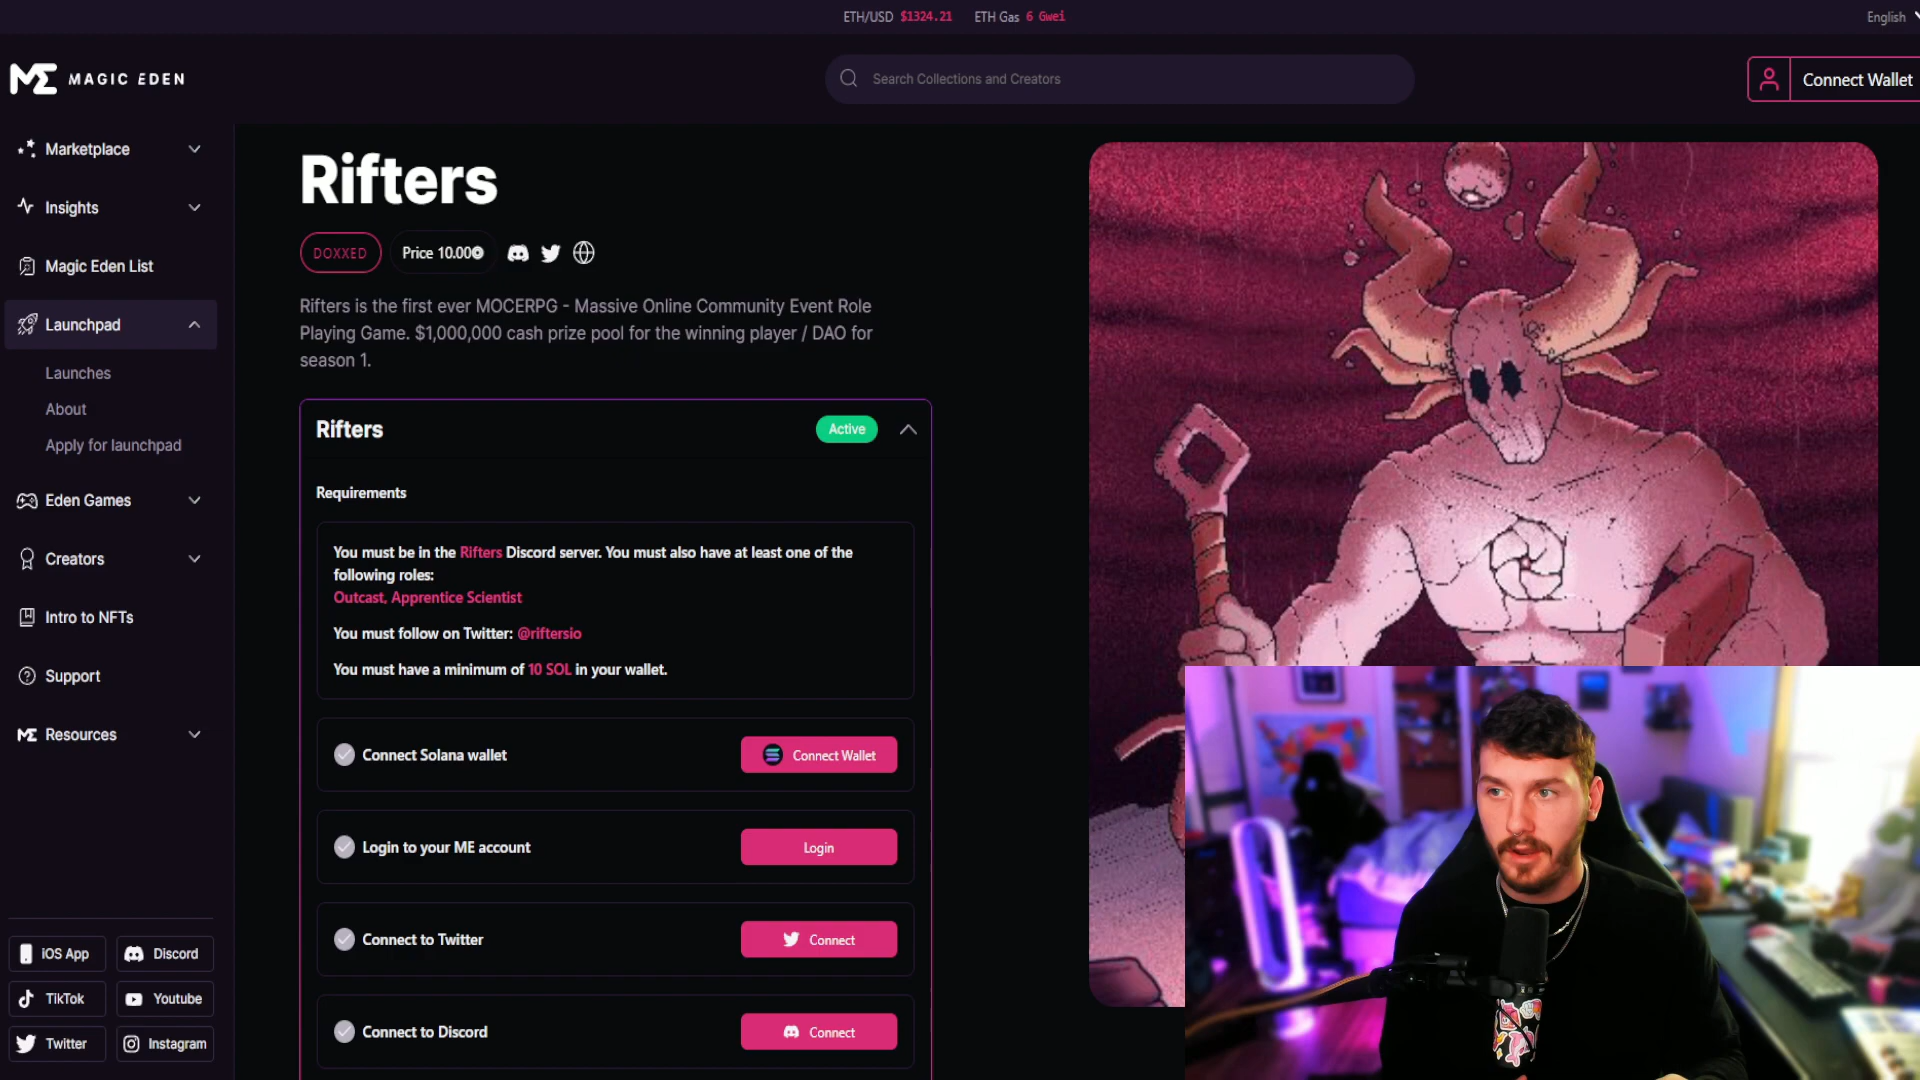 ETH/USD $1324.21 ETH Gas 6 Gwei
English
ME MAGIC EDEN
Search Collections and Creators
Connect Wallet
Marketplace
Insights
Magic Eden List
Launchpad
Launches
About
Apply for launchpad
Eden Games
Creators
Intro to NFTs
Support
ME Resources
iOS App
Discord
TikTok
Youtube
Twitter
Instagram
Rifters
DOXXED
Price 10.00
Rifters is the first ever MOCERPG - Massive Online Community Event Role
Playing Game. $1,000,000 cash prize pool for the winning player / DAO for
season 1.
Rifters
Active
Requirements
You must be in the Rifters Discord server. You must also have at least one of the
following roles:
Outcast, Apprentice Scientist
You must follow on Twitter: @riftersio
You must have a minimum of 10 SOL in your wallet.
Connect Solana wallet
Connect Wallet
Login to your ME account
Login
Connect to Twitter
Connect
Connect to Discord
Connect